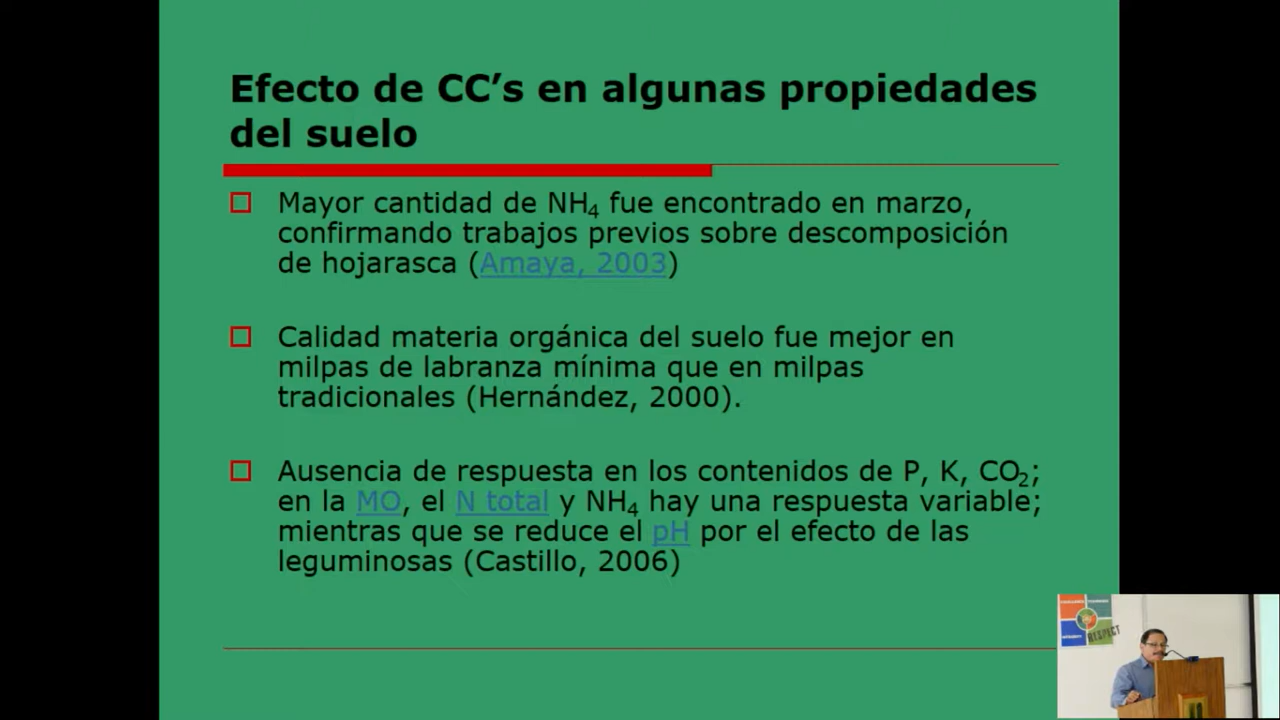 Efecto de CC’s en algunas propiedades
del suelo
Mayor cantidad de NH₄ fue encontrado en marzo,
confirmando trabajos previos sobre descomposición
de hojarasca (Amaya, 2003)
Calidad materia orgánica del suelo fue mejor en
milpas de labranza mínima que en milpas
tradicionales (Hernández, 2000).
Ausencia de respuesta en los contenidos de P, K, CO₂;
en la MO, el N total y NH₄ hay una respuesta variable;
mientras que se reduce el pH por el efecto de las
leguminosas (Castillo, 2006)
RESPECT